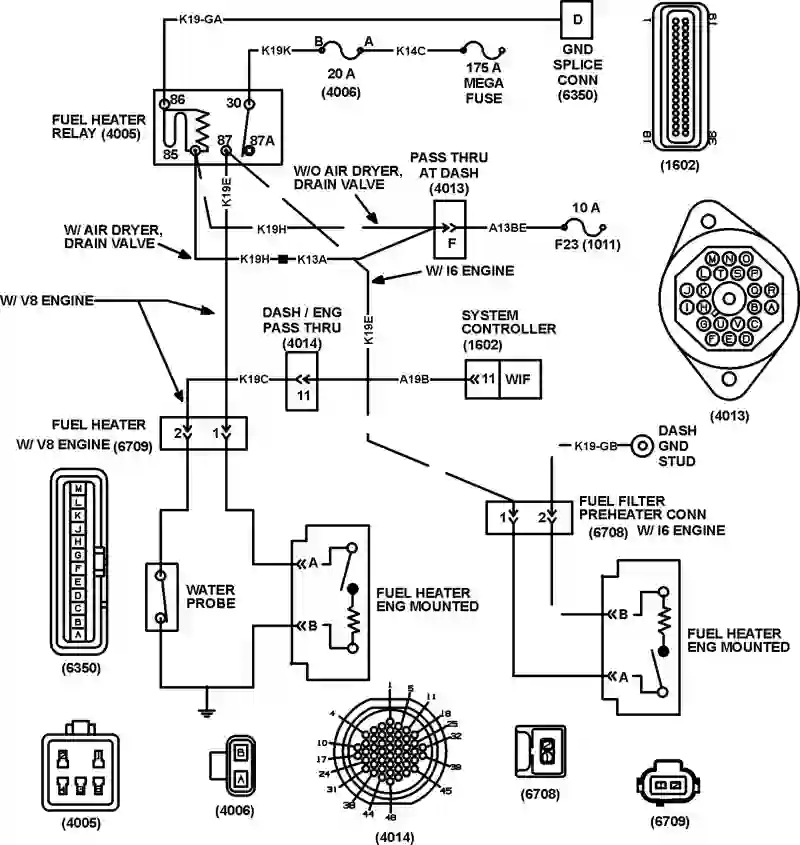 K19-GA
D
GND
SPLICE
CONN
(6350)
K19K
B
A
K14C
20 A
(4006)
175 A
MEGA
FUSE
86
30
FUEL HEATER
RELAY (4005)
85
87
87A
1
81
81
(1602)
K19E
W/O AIR DRYER,
DRAIN VALVE
PASS THRU
AT DASH
(4013)
F
A13BE
10 A
F23 (1011)
W/ AIR DRYER,
DRAIN VALVE
K19H
K19H
K13A
W/ I6 ENGINE
W/ V8 ENGINE
DASH / ENG
PASS THRU
(4014)
K19E
SYSTEM
CONTROLLER
(1602)
K19C
11
A19B
11
WIF
M N O
L T S P
J K Q R
I H B A
G U V C
F E D
(4013)
FUEL HEATER
W/ V8 ENGINE (6709)
2
1
K19-GB
DASH
GND
STUD
1
2
FUEL FILTER
PREHEATER CONN
(6708) W/ I6 ENGINE
M
L
K
J
H
G
F
E
D
C
B
A
(6350)
WATER
PROBE
A
B
FUEL HEATER
ENG MOUNTED
B
A
FUEL HEATER
ENG MOUNTED
(4005)
B
A
(4006)
1
5
11
4
18
25
10
32
17
39
24
31
45
38
44
48
(4014)
(6708)
(6709)